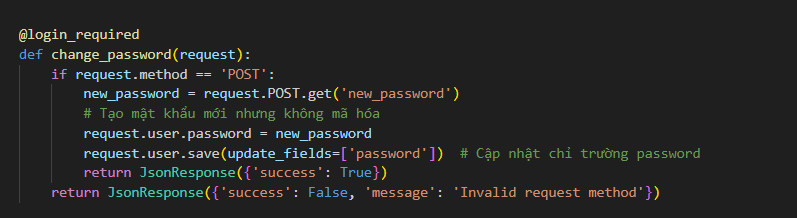 @login_required
def change_password(request):
    if request.method == 'POST':
        new_password = request.POST.get('new_password')
        # Tạo mật khẩu mới nhưng không mã hóa
        request.user.password = new_password
        request.user.save(update_fields=['password'])  # Cập nhật chỉ trường password
        return JsonResponse({'success': True})
    return JsonResponse({'success': False, 'message': 'Invalid request method'})